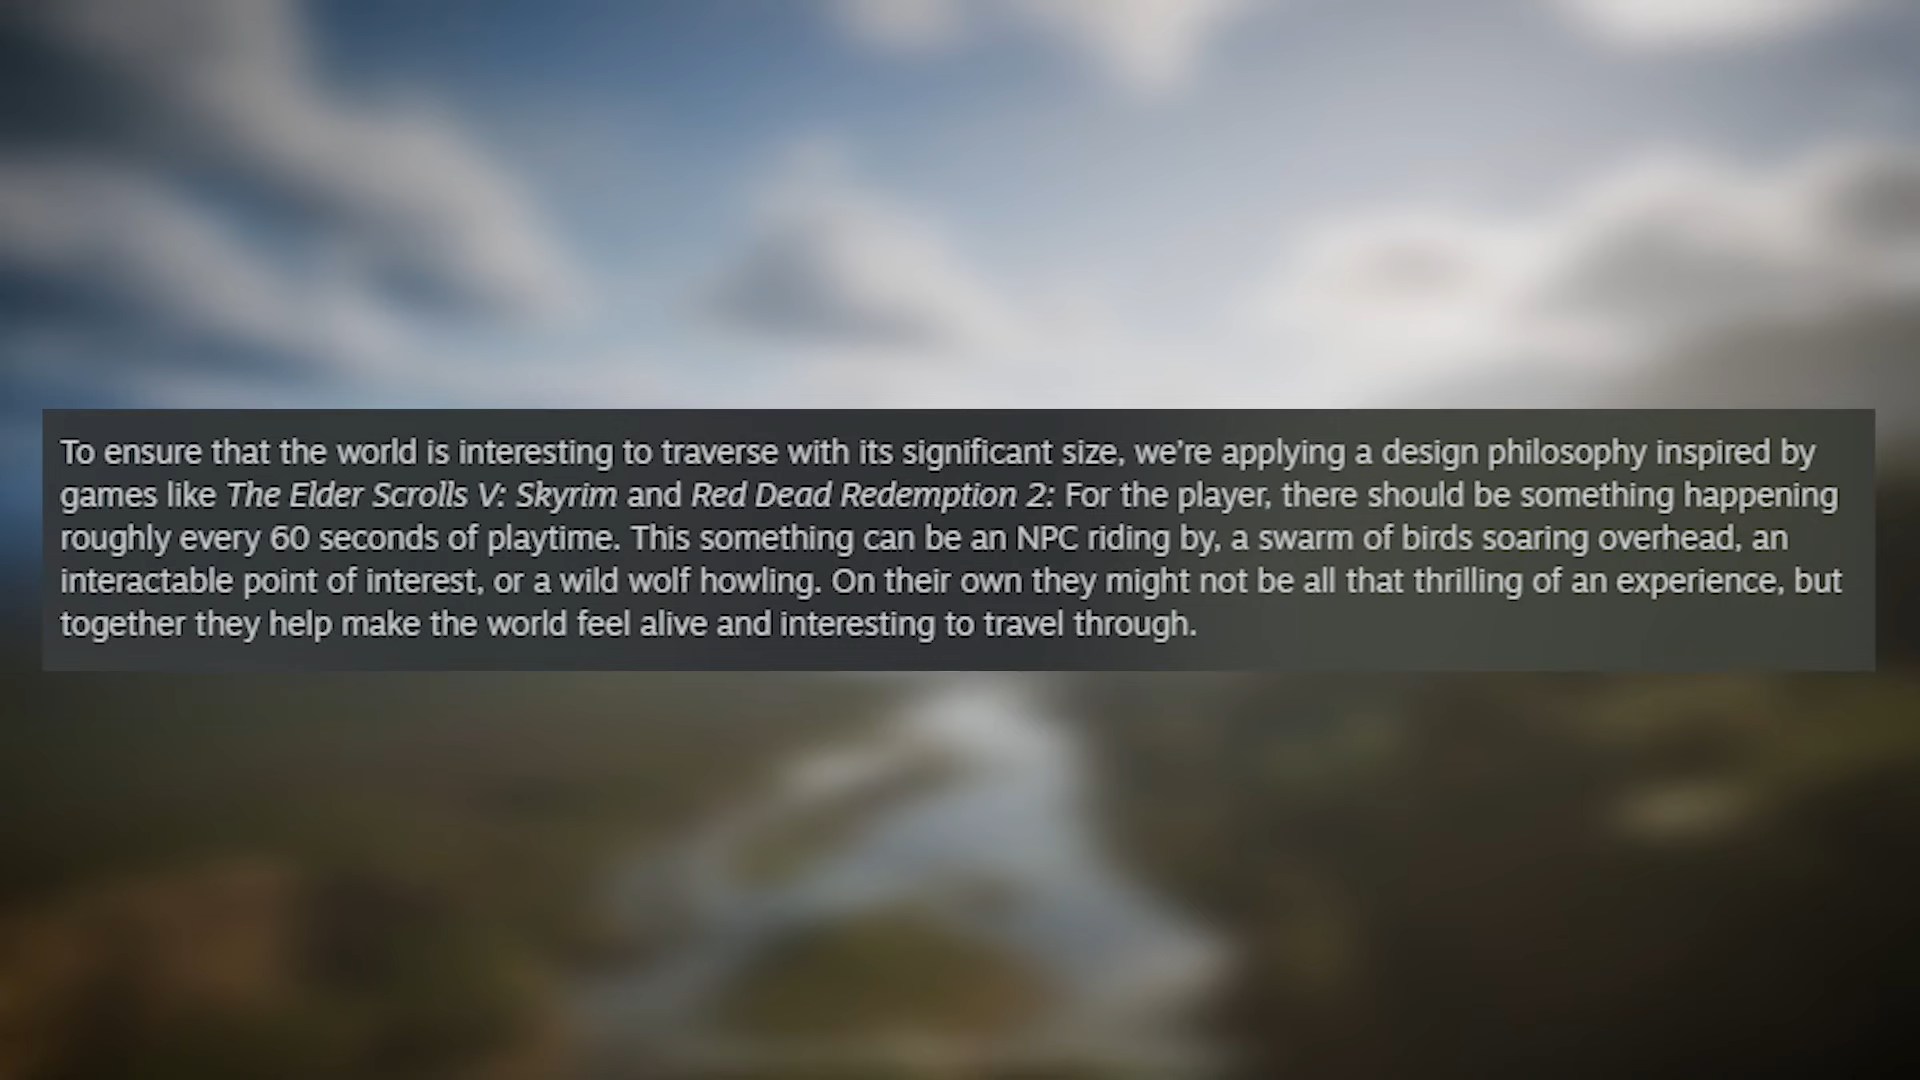 To ensure that the world is interesting to traverse with its significant size, we’re applying a design philosophy inspired by
games like The Elder Scrolls V: Skyrim and Red Dead Redemption 2: For the player, there should be something happening
roughly every 60 seconds of playtime. This something can be an NPC riding by, a swarm of birds soaring overhead, an
interactable point of interest, or a wild wolf howling. On their own they might not be all that thrilling of an experience, but
together they help make the world feel alive and interesting to travel through.